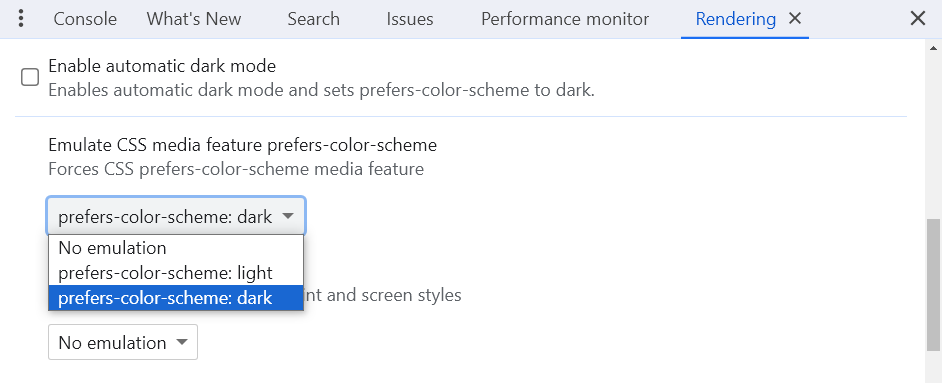 Console What's New Search Issues Performance monitor Rendering
Enable automatic dark mode
Enables automatic dark mode and sets prefers-color-scheme to dark.
Emulate CSS media feature prefers-color-scheme
Forces CSS prefers-color-scheme media feature
prefers-color-scheme: dark
No emulation
prefers-color-scheme: light
prefers-color-scheme: dark
and screen styles
No emulation